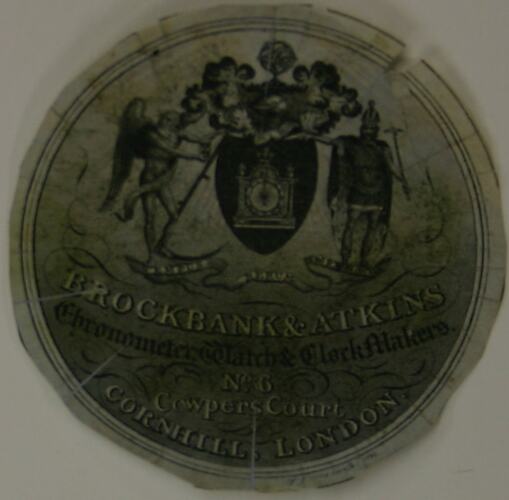 BROCKBANK & ATKINS
Chronometer, Watch & Clock Makers.
No. 6
Cowpers Court
CORNHILL, LONDON.